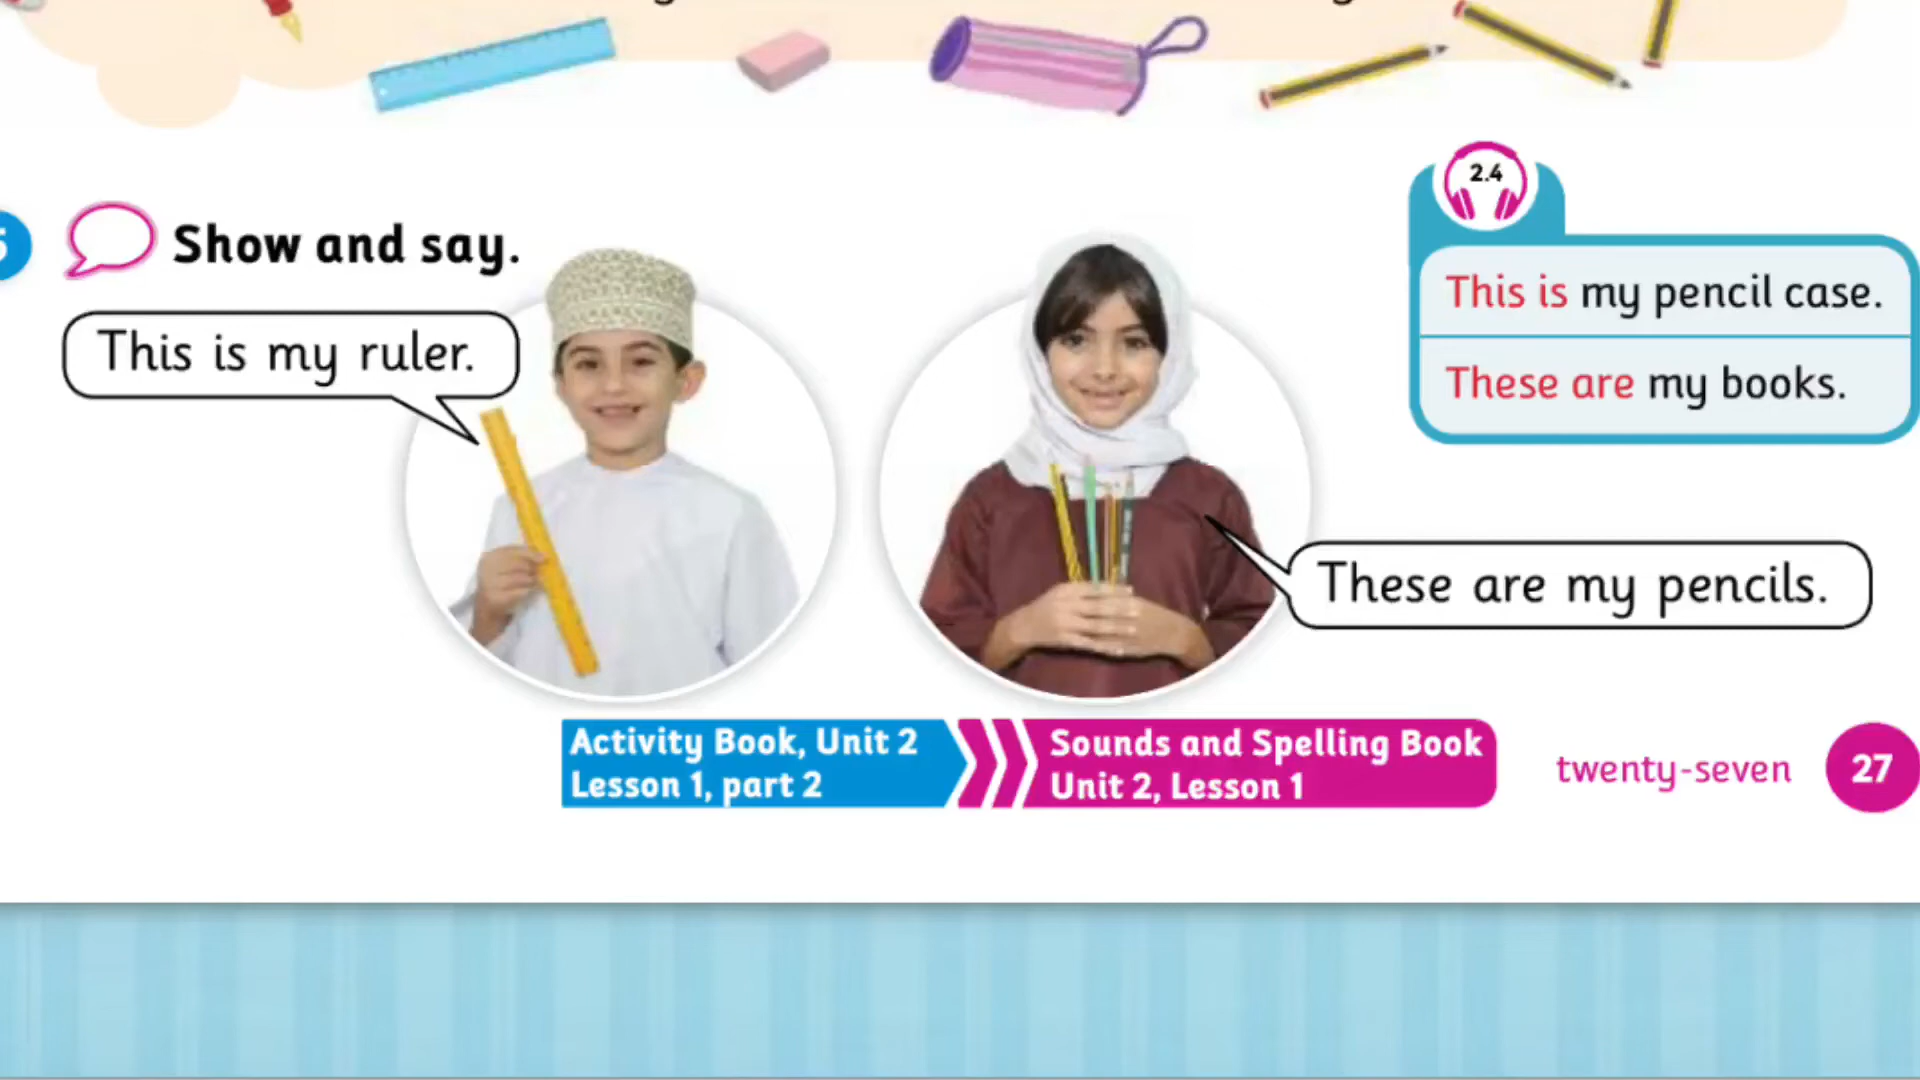 2.4
Show and say.
This is my pencil case.
These are my books.
This is my ruler.
These are my pencils.
Activity Book, Unit 2
Lesson 1, part 2
Sounds and Spelling Book
Unit 2, Lesson 1
twenty-seven 27